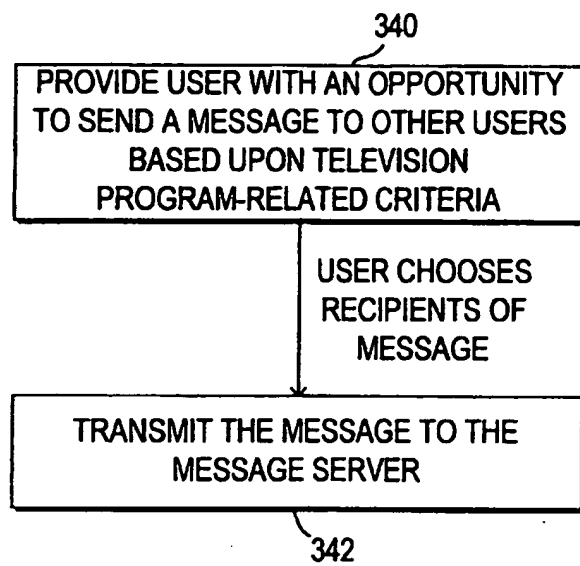 340
PROVIDE USER WITH AN OPPORTUNITY
TO SEND A MESSAGE TO OTHER USERS
BASED UPON TELEVISION
PROGRAM-RELATED CRITERIA
USER CHOOSES
RECIPIENTS OF
MESSAGE
TRANSMIT THE MESSAGE TO THE
MESSAGE SERVER
342